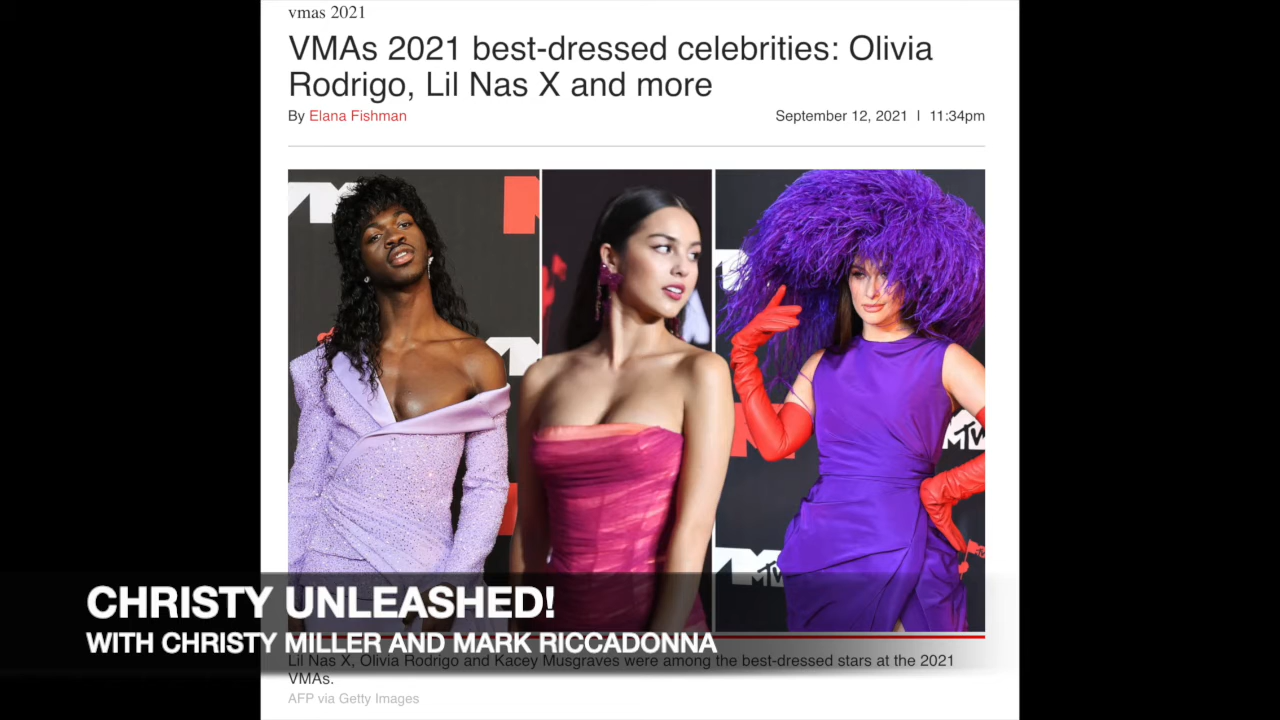 vmas 2021
VMAs 2021 best-dressed celebrities: Olivia
Rodrigo, Lil Nas X and more
By Elana Fishman
September 12, 2021 | 11:34pm
MTV
MTV
CHRISTY UNLEASHED!
WITH CHRISTY MILLER AND MARK RICCADONNA
Lil Nas X, Olivia Rodrigo and Kacey Musgraves were among the best-dressed stars at the 2021
VMAs.
AFP via Getty Images